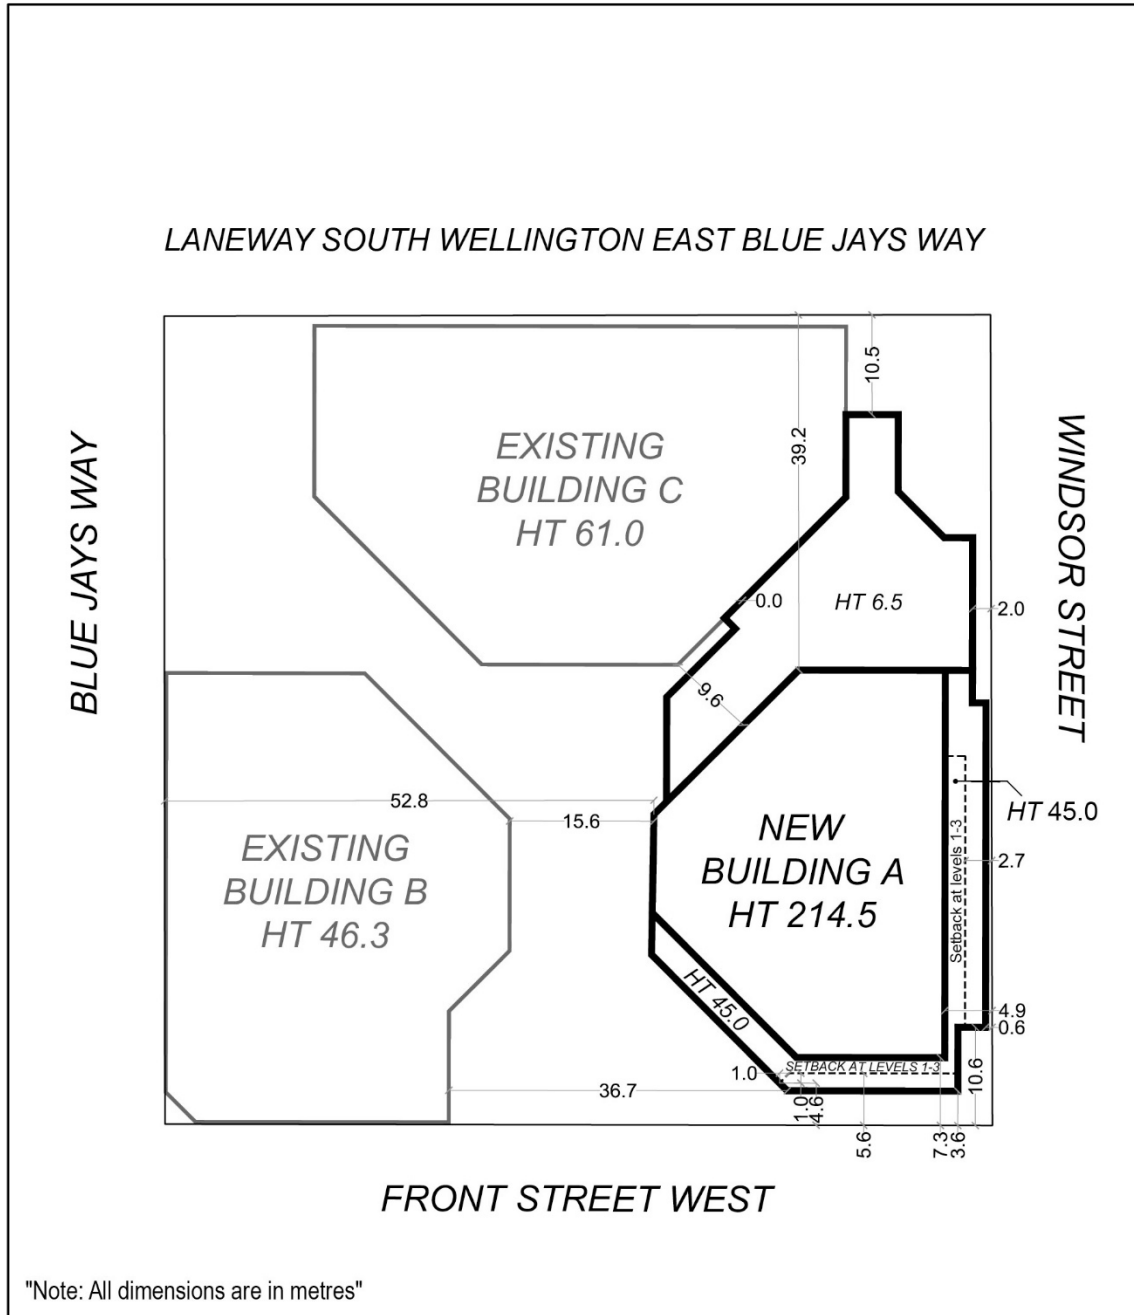 LANEWAY SOUTH WELLINGTON EAST BLUE JAYS WAY
10.5
39.2
EXISTING
BUILDING C
HT 61.0
BLUE JAYS WAY
WINDSOR STREET
0.0
HT 6.5
2.0
9.6
52.8
15.6
HT 45.0
EXISTING
BUILDING B
HT 46.3
NEW
BUILDING A
HT 214.5
Setback at levels 1-3
2.7
HT 45.0
4.9
0.6
SETBACK AT LEVELS 1-3
1.0
36.7
1.0
4.6
10.6
5.6
7.3
3.6
FRONT STREET WEST
"Note: All dimensions are in metres"